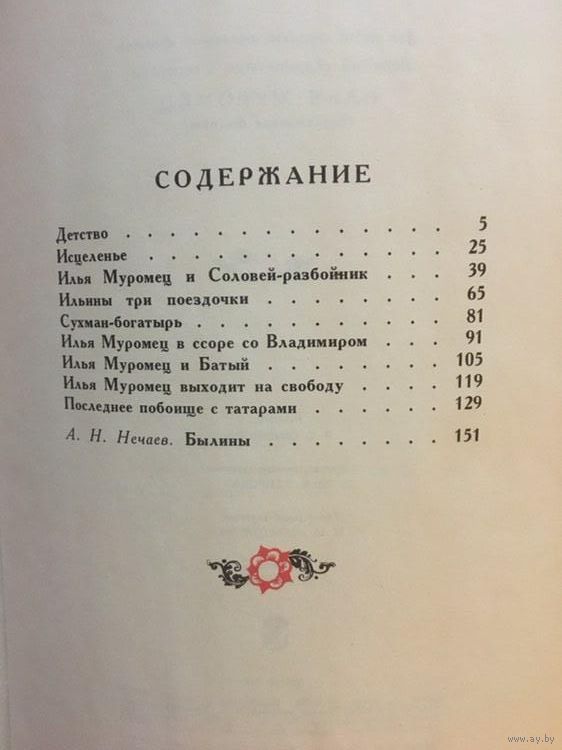 СОДЕРЖАНИЕ
Детство . . . . . . . . . . . . . . 5
Исцеленье . . . . . . . . . . . . . 25
Илья Муромец и Соловей-разбойник . . . 39
Ильины три поездочки . . . . . . . . 65
Сухман-богатырь . . . . . . . . . . 81
Илья Муромец в ссоре со Владимиром . . . . 91
Илья Муромец и Батый . . . . . . . . 105
Илья Муромец выходит на свободу . . . . 119
Последнее побоище с татарами . . . . . . 129
А. Н. Нечаев. Былины . . . . . . . . 151
www.ay.by